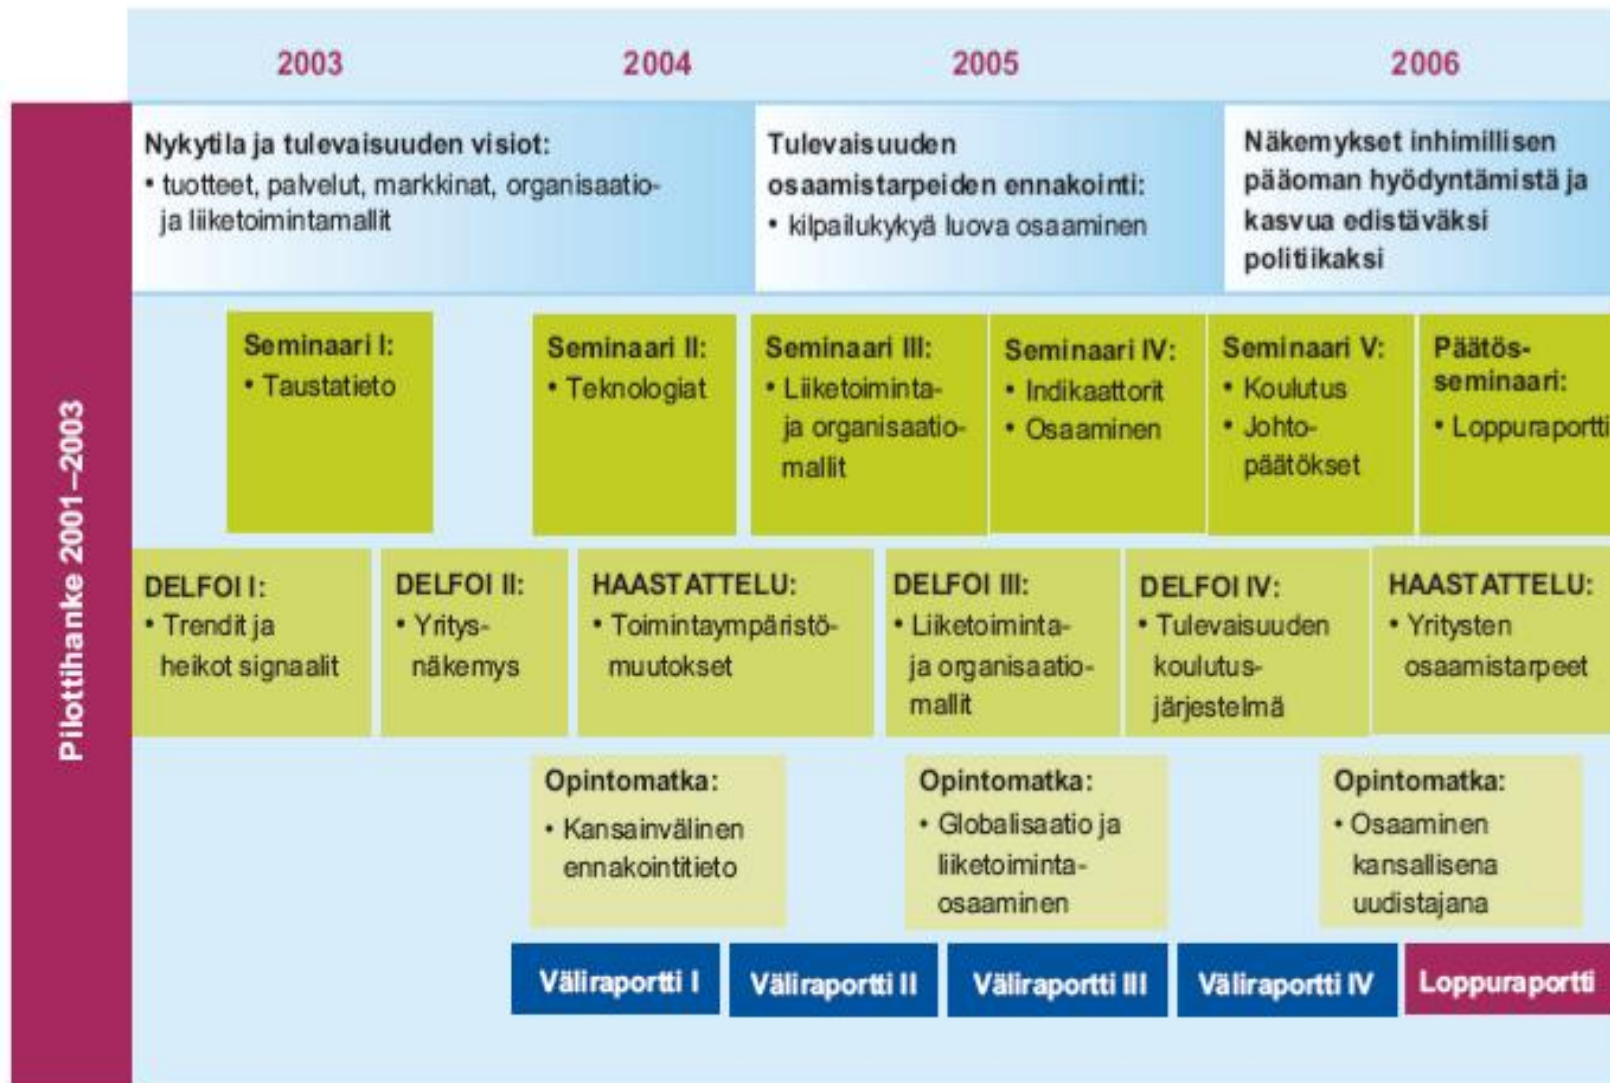 2003
2004
2005
2006
Pilottihanke 2001–2003
Nykytila ja tulevaisuuden visiot:
• tuotteet, palvelut, markkinat, organisaatio-
ja liiketoimintamallit
Tulevaisuuden
osaamistarpeiden ennakointi:
• kilpailukykyä luova osaaminen
Näkemykset inhimillisen
pääoman hyödyntämistä ja
kasvua edistäväksi
politiikaksi
Seminaari I:
• Taustatieto
Seminaari II:
• Teknologiat
Seminaari III:
• Liiketoiminta-
ja organisaatio-
mallit
Seminaari IV:
• Indikaattorit
• Osaaminen
Seminaari V:
• Koulutus
• Johto-
päätökset
Päätös-
seminaari:
• Loppuraportti
DELFOI I:
• Trendit ja
heikot signaalit
DELFOI II:
• Yritys-
näkemys
HAASTATTELU:
• Toimintaympäristö-
muutokset
DELFOI III:
• Liiketoiminta-
ja organisaatio-
mallit
DELFOI IV:
• Tulevaisuuden
koulutus-
järjestelmä
HAASTATTELU:
• Yritysten
osaamistarpeet
Opintomatka:
• Kansainvälinen
ennakointitieto
Opintomatka:
• Globalisaatio ja
liiketoiminta-
osaaminen
Opintomatka:
• Osaaminen
kansallisena
uudistajana
Väliraportti I
Väliraportti II
Väliraportti III
Väliraportti IV
Loppuraportti